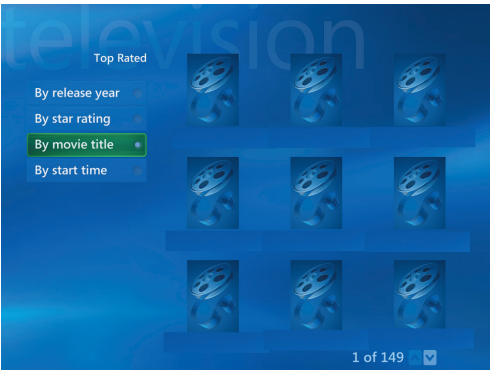 television
Top Rated
By release year
By star rating
By movie title
By start time
1 of 149